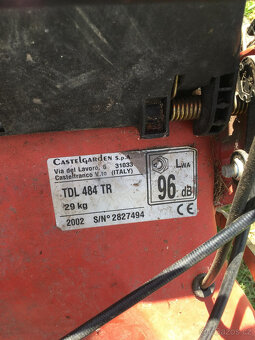 CASTELGARDEN S.p.A.
Via del Lavoro, 6 31033
Castelfranco V.to (ITALY)
TDL 484 TR
29 kg
2002 S/N° 2827494
LWA
96 dB
CE